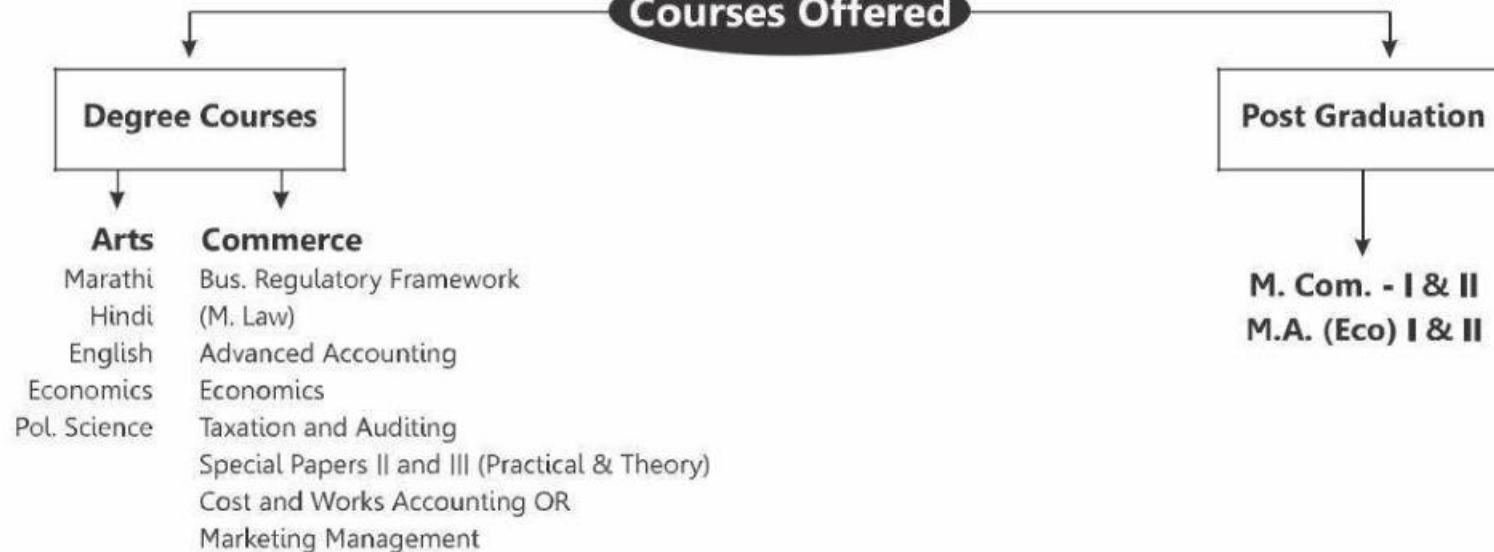 Courses Offered
Degree Courses
Arts
Marathi
Hindi
English
Economics
Pol. Science
Commerce
Bus. Regulatory Framework
(M. Law)
Advanced Accounting
Economics
Taxation and Auditing
Special Papers II and III (Practical & Theory)
Cost and Works Accounting OR
Marketing Management
Post Graduation
M. Com. - I & II
M.A. (Eco) I & II